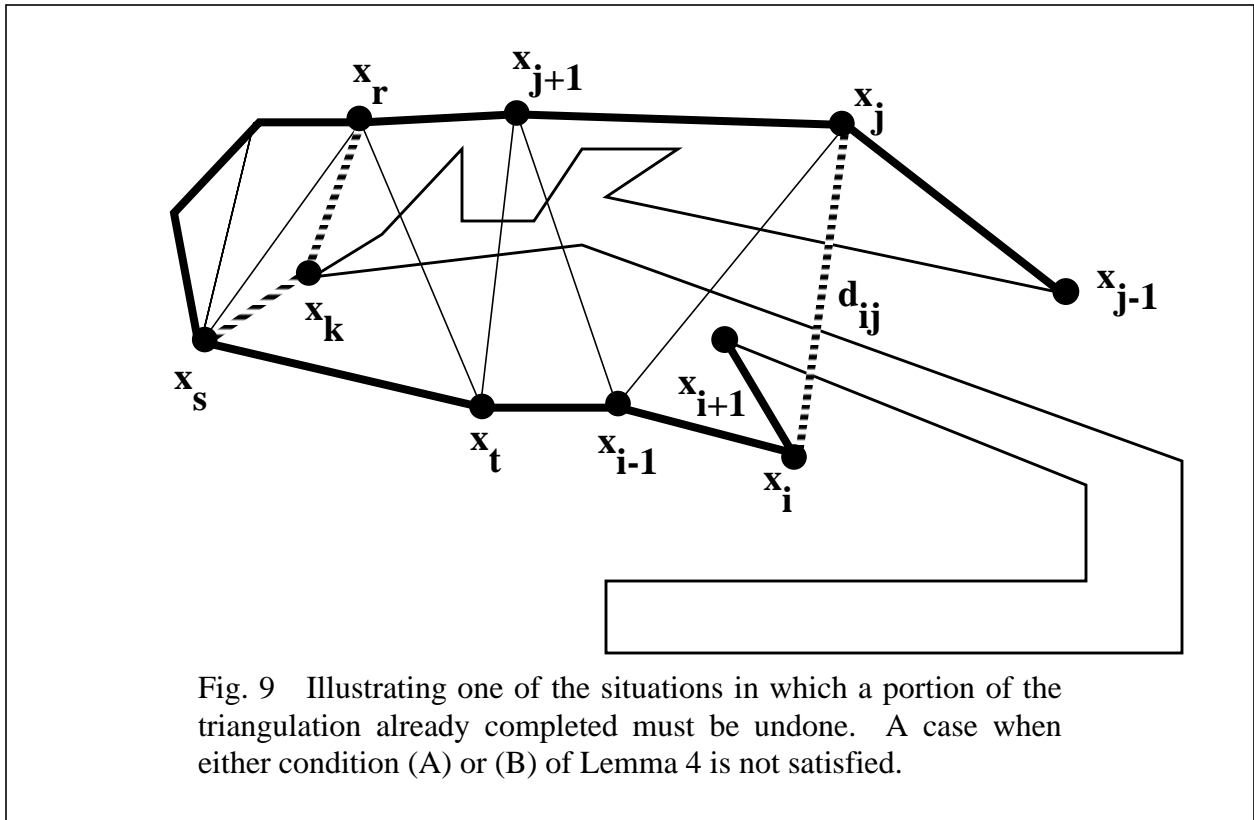 x_r
x_{j+1}
x_j
x_{j-1}
d_{ij}
x_k
x_s
x_{i+1}
x_t
x_{i-1}
x_i
Fig. 9 Illustrating one of the situations in which a portion of the
triangulation already completed must be undone. A case when
either condition (A) or (B) of Lemma 4 is not satisfied.